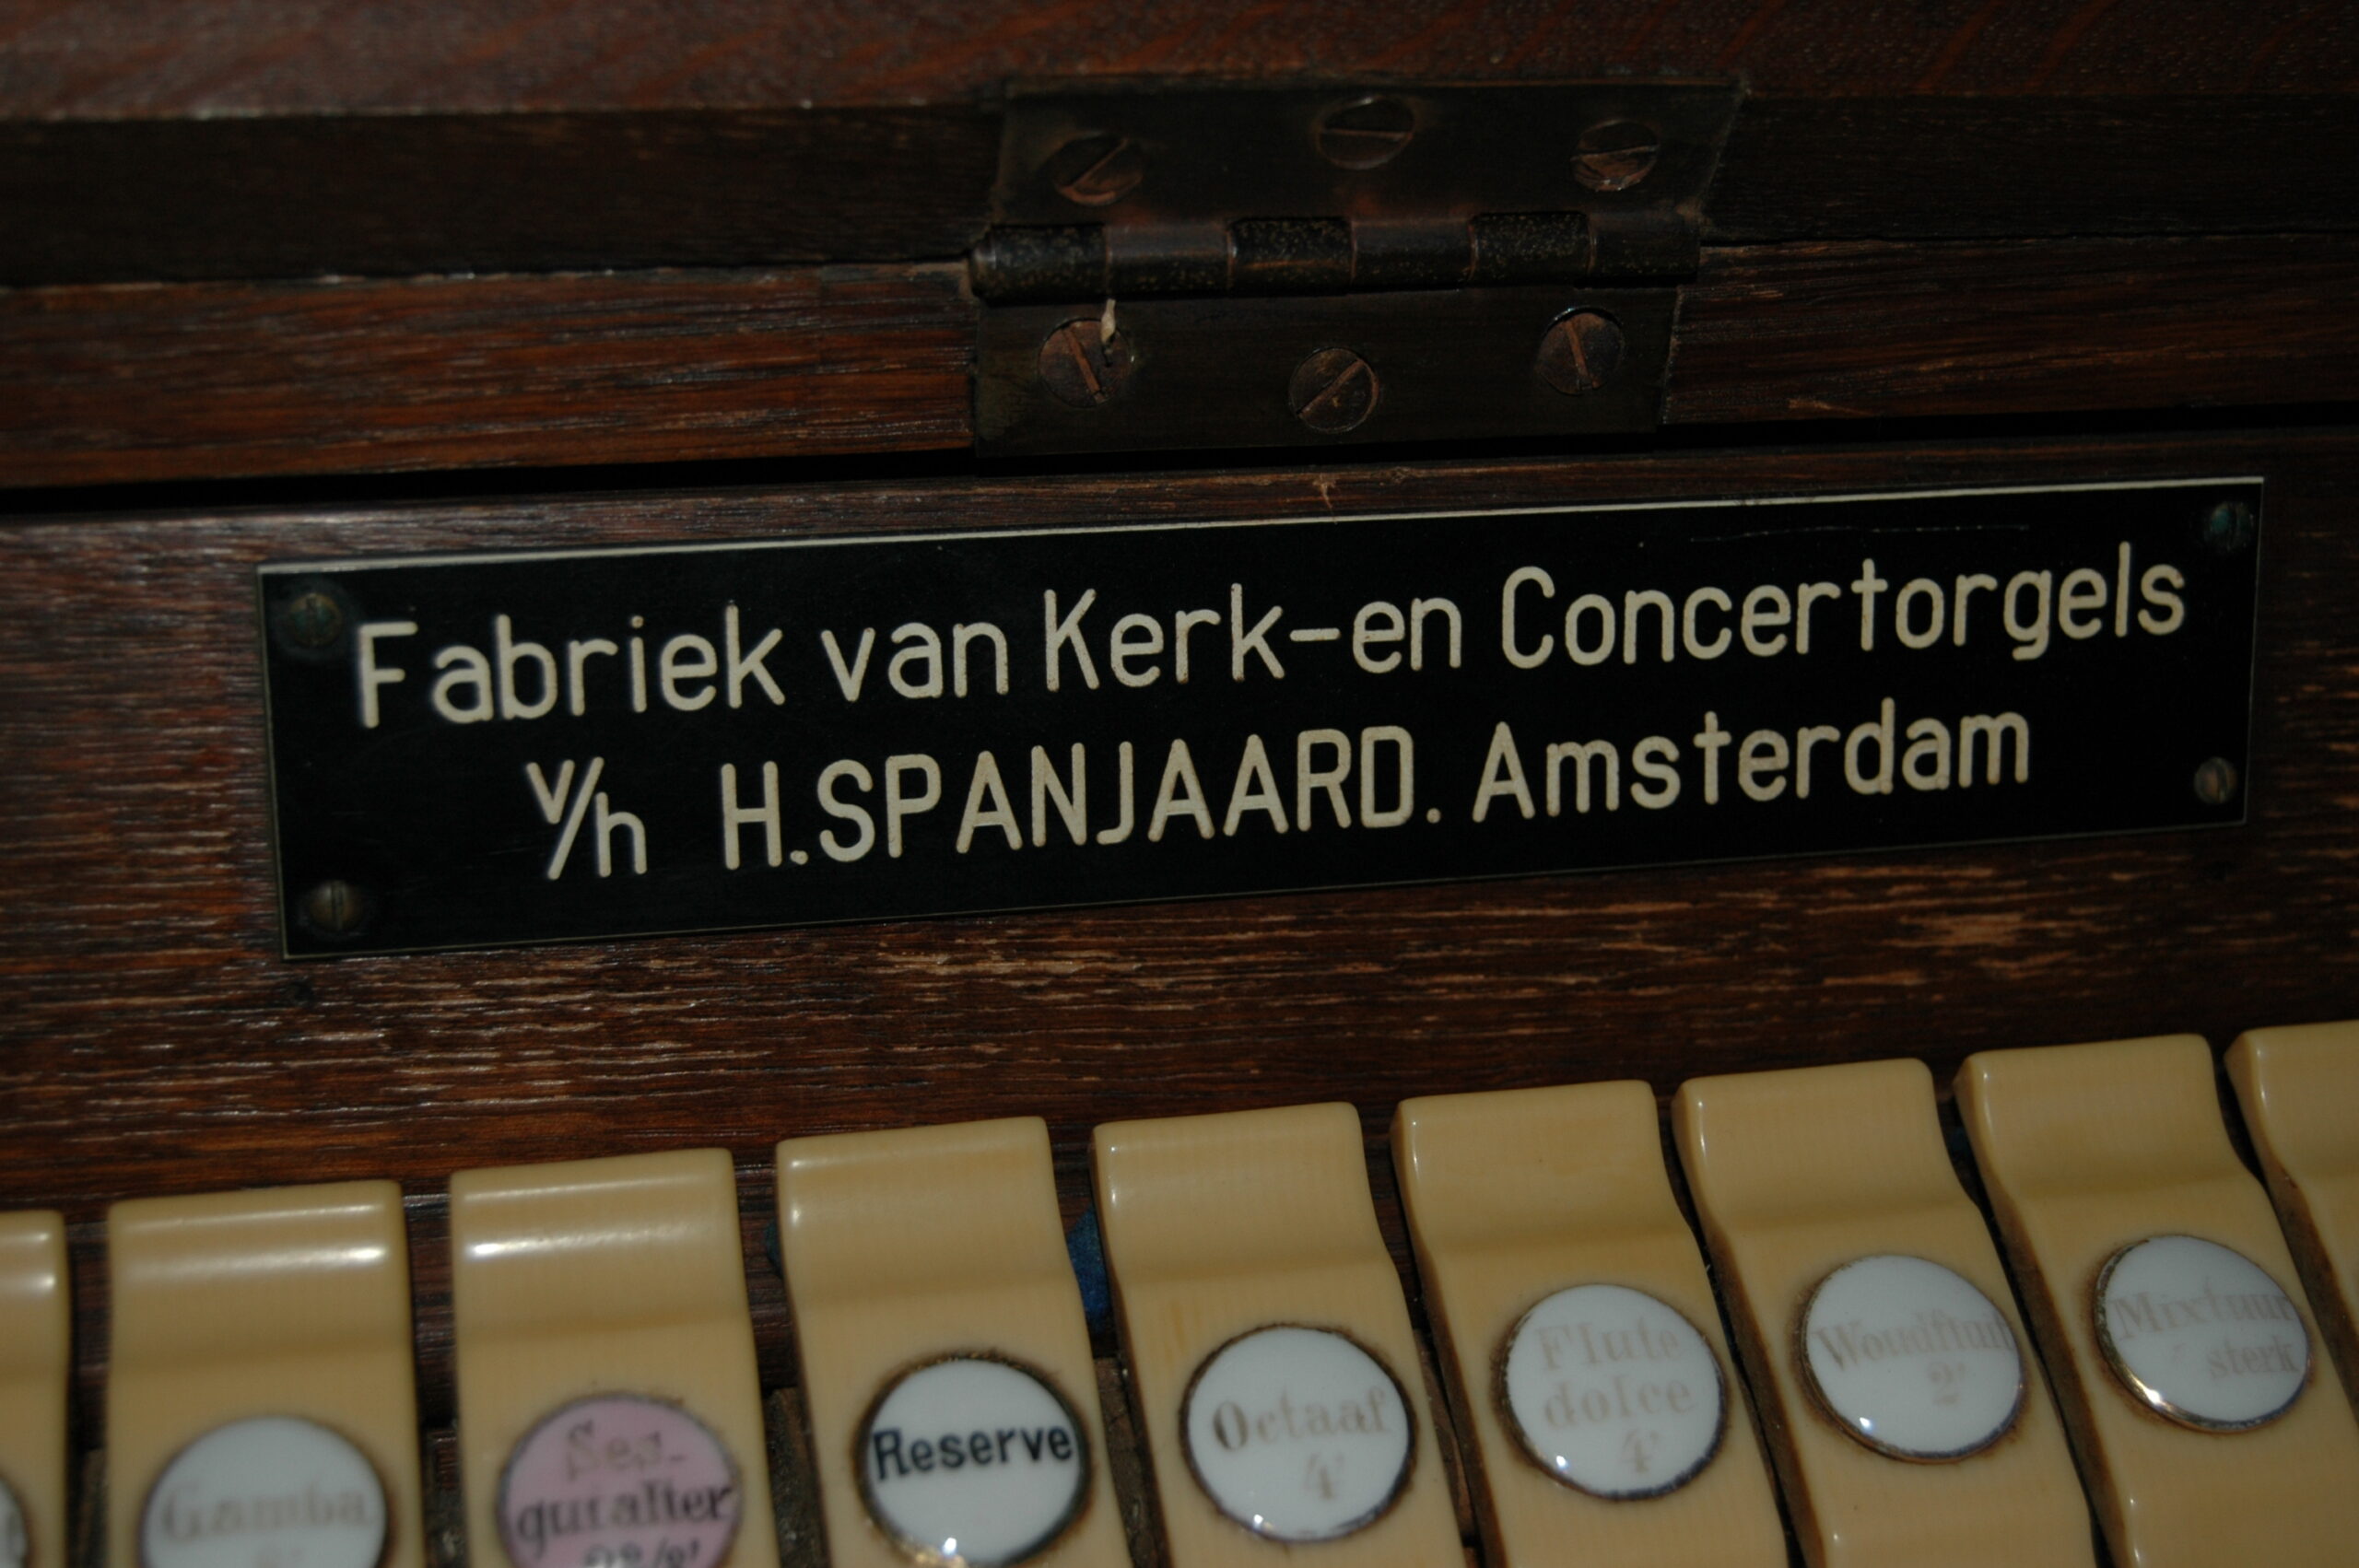 Fabriek van Kerk-en Concertorgels
V/h H.SPANJAARD. Amsterdam
Gamba
Ses-
quialter
Reserve
Octaaf
4'
Flute
dolce
4'
Woudfluit
2'
Mixtuur
sterk